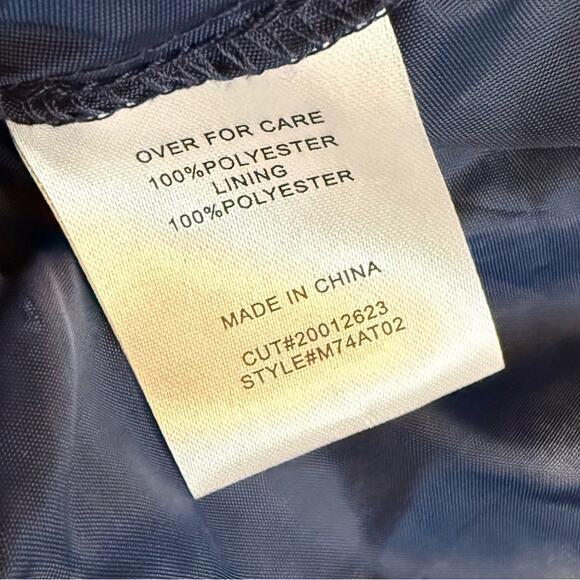 OVER FOR CARE
100%POLYESTER
LINING
100%POLYESTER
MADE IN CHINA
CUT#20012623
STYLE#M74AT02